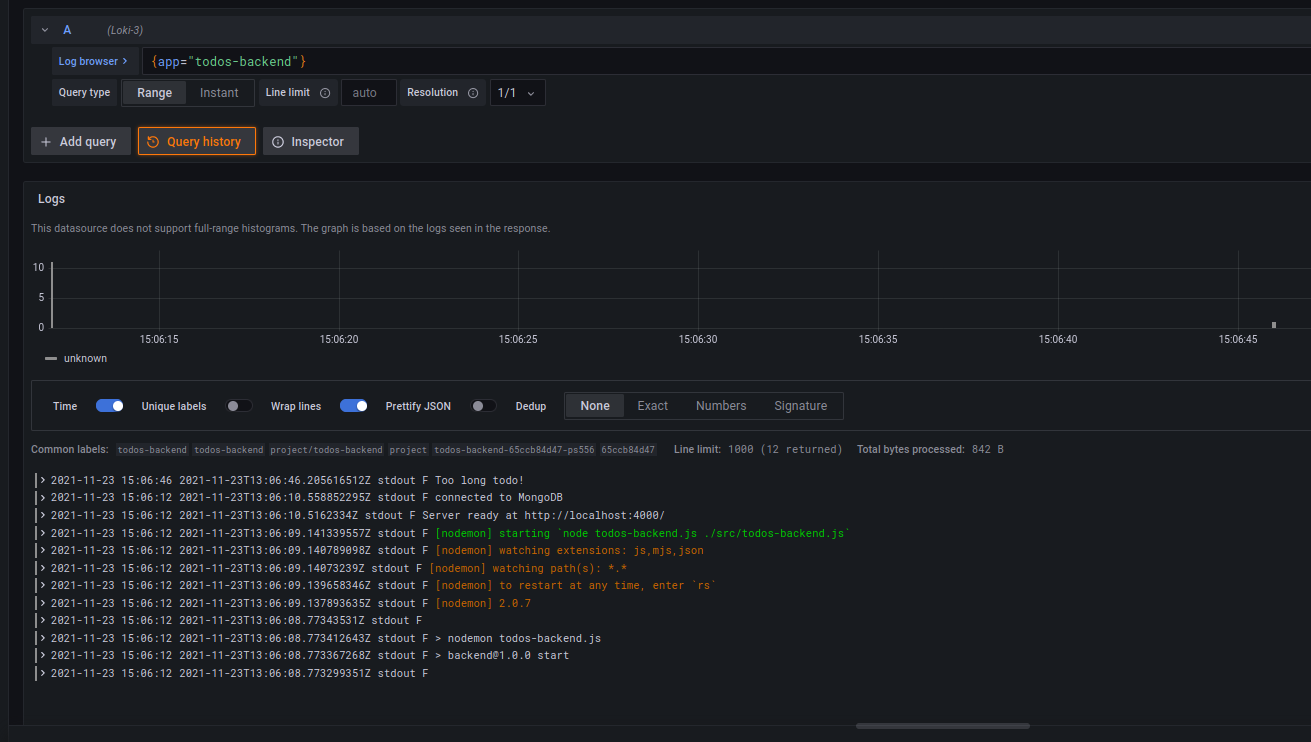 A (Loki-3)
Log browser > {app="todos-backend"}
Query type Range Instant Line limit auto Resolution 1/1
+ Add query Query history Inspector
Logs
This datasource does not support full-range histograms. The graph is based on the logs seen in the response.
10
5
0
15:06:15 15:06:20 15:06:25 15:06:30 15:06:35 15:06:40 15:06:45
unknown
Time Unique labels Wrap lines Prettify JSON Dedup None Exact Numbers Signature
Common labels: todos-backend todos-backend project/todos-backend project todos-backend-65ccb84d47-ps556 65ccb84d47 Line limit: 1000 (12 returned) Total bytes processed: 842 B
> 2021-11-23 15:06:46 2021-11-23T13:06:46.205616512Z stdout F Too long todo!
> 2021-11-23 15:06:12 2021-11-23T13:06:10.558852295Z stdout F connected to MongoDB
> 2021-11-23 15:06:12 2021-11-23T13:06:10.5162334Z stdout F Server ready at http://localhost:4000/
> 2021-11-23 15:06:12 2021-11-23T13:06:09.141339557Z stdout F [nodemon] starting `node todos-backend.js ./src/todos-backend.js`
> 2021-11-23 15:06:12 2021-11-23T13:06:09.140789098Z stdout F [nodemon] watching extensions: js,mjs,json
> 2021-11-23 15:06:12 2021-11-23T13:06:09.14073239Z stdout F [nodemon] watching path(s): *.*
> 2021-11-23 15:06:12 2021-11-23T13:06:09.139658346Z stdout F [nodemon] to restart at any time, enter `rs`
> 2021-11-23 15:06:12 2021-11-23T13:06:09.137893635Z stdout F [nodemon] 2.0.7
> 2021-11-23 15:06:12 2021-11-23T13:06:08.77343531Z stdout F
> 2021-11-23 15:06:12 2021-11-23T13:06:08.773412643Z stdout F > nodemon todos-backend.js
> 2021-11-23 15:06:12 2021-11-23T13:06:08.773367268Z stdout F > backend@1.0.0 start
> 2021-11-23 15:06:12 2021-11-23T13:06:08.773299351Z stdout F